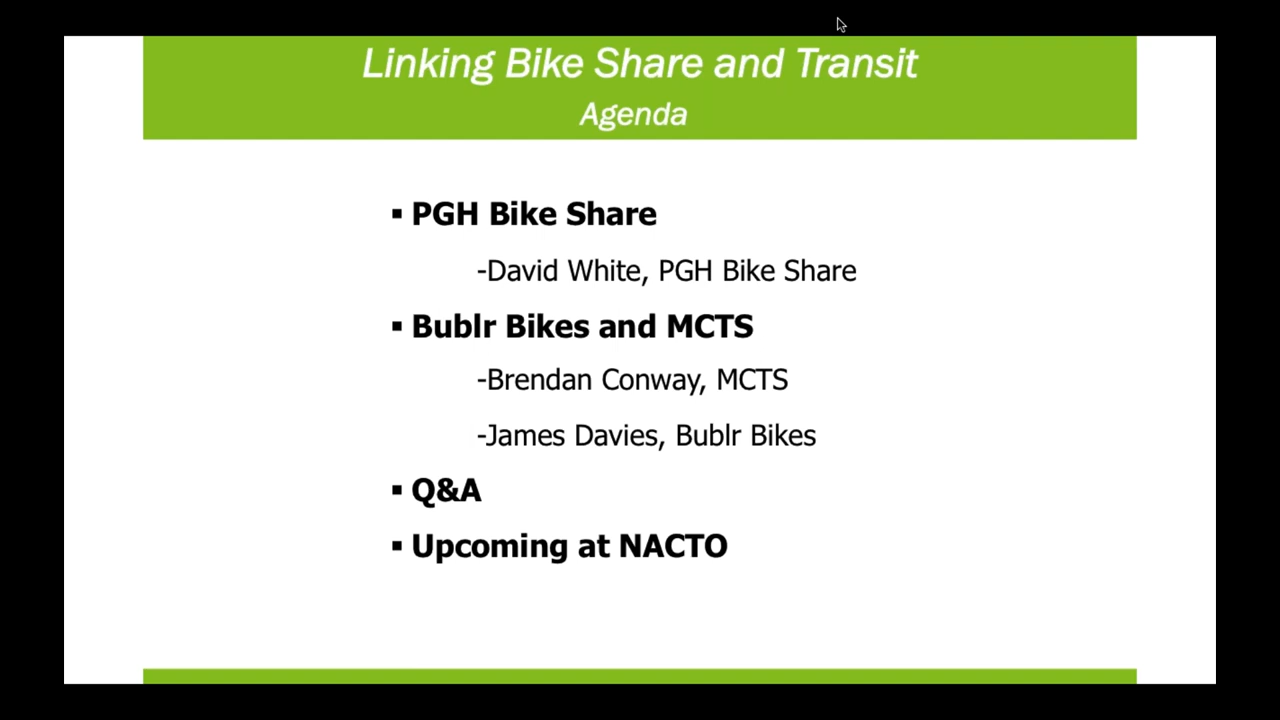 Linking Bike Share and Transit
Agenda
▪ PGH Bike Share
-David White, PGH Bike Share
▪ Bublr Bikes and MCTS
-Brendan Conway, MCTS
-James Davies, Bublr Bikes
▪ Q&A
▪ Upcoming at NACTO